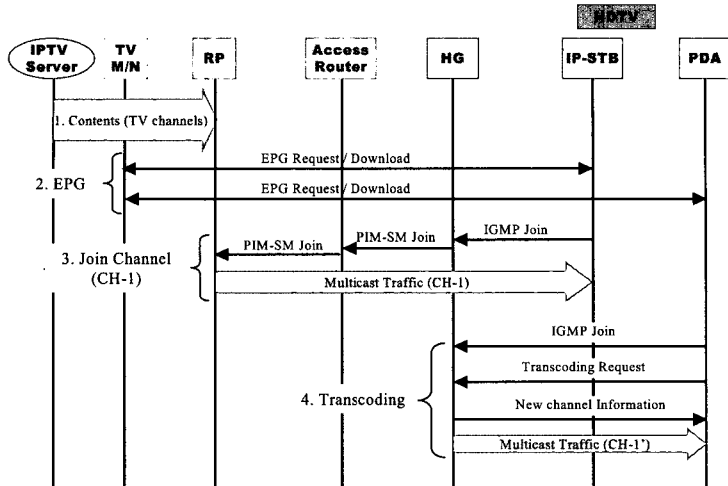 HDTV
IPTV
Server
TV
M/N
RP
Access
Router
HG
IP-STB
PDA
1. Contents (TV channels)
EPG Request / Download
2. EPG
EPG Request / Download
PIM-SM Join
PIM-SM Join
IGMP Join
3. Join Channel
(CH-1)
Multicast Traffic (CH-1)
IGMP Join
Transcoding Request
4. Transcoding
New channel Information
Multicast Traffic (CH-1')